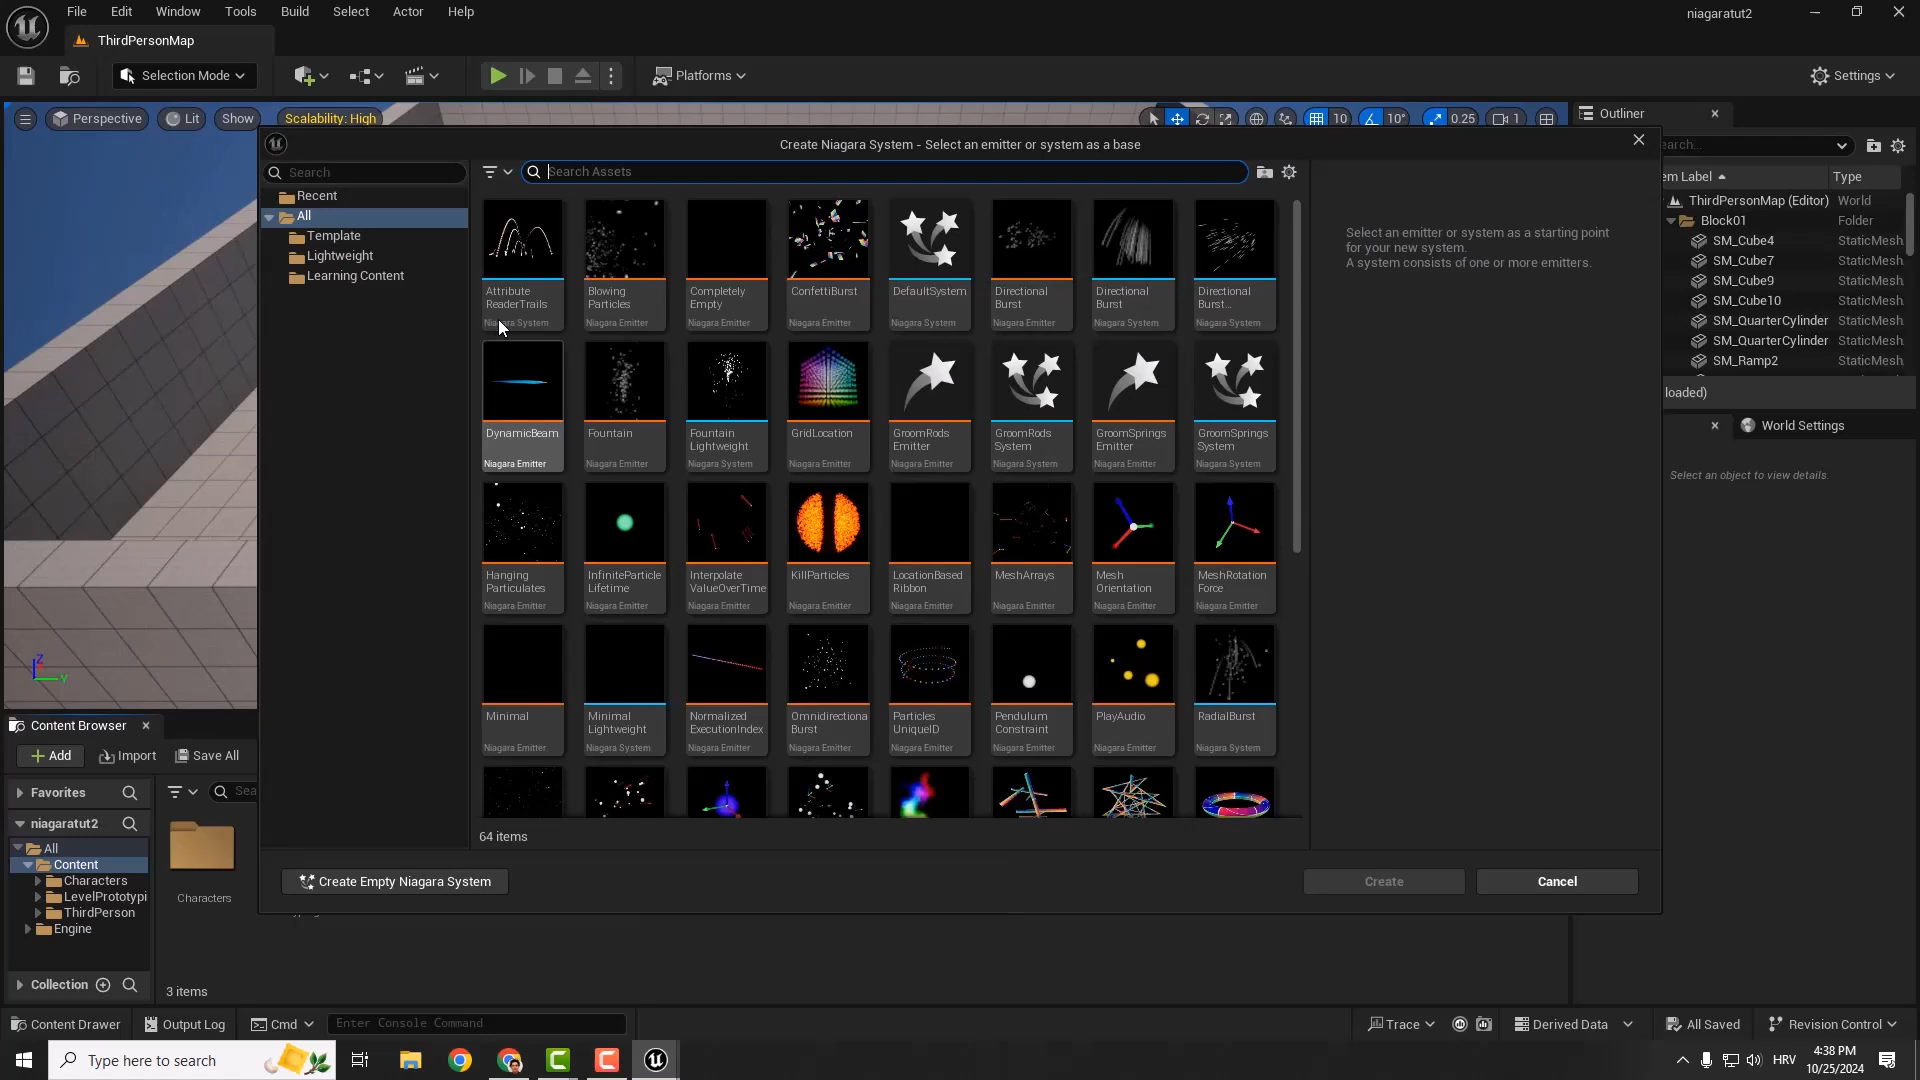 File Edit Window Tools Build Select Actor Help
niagaratut2
ThirdPersonMap
Selection Mode
Platforms
Settings
Perspective
Lit
Show
Scalability: High
10
10°
0.25
1
Outliner
Create Niagara System - Select an emitter or system as a base
Search
Search Assets
Recent
All
Template
Lightweight
Learning Content
Attribute
ReaderTrails
Niagara System
Blowing
Particles
Niagara Emitter
Completely
Empty
Niagara Emitter
ConfettiBurst
Niagara Emitter
DefaultSystem
Niagara System
Directional
Burst
Niagara Emitter
Directional
Burst
Niagara System
Directional
Burst...
Niagara System
DynamicBeam
Niagara Emitter
Fountain
Niagara Emitter
Fountain
Lightweight
Niagara System
GridLocation
Niagara Emitter
GroomRods
Emitter
Niagara Emitter
GroomRods
System
Niagara System
GroomSprings
Emitter
Niagara Emitter
GroomSprings
System
Niagara System
Hanging
Particulates
Niagara Emitter
InfiniteParticle
Lifetime
Niagara Emitter
Interpolate
ValueOverTime
Niagara Emitter
KillParticles
Niagara Emitter
LocationBased
Ribbon
Niagara Emitter
MeshArrays
Niagara Emitter
Mesh
Orientation
Niagara Emitter
MeshRotation
Force
Niagara Emitter
Minimal
Niagara Emitter
Minimal
Lightweight
Niagara System
Normalized
ExecutionIndex
Niagara Emitter
Omnidirectiona
Burst
Niagara Emitter
Particles
UniqueID
Niagara Emitter
Pendulum
Constraint
Niagara Emitter
PlayAudio
Niagara Emitter
RadialBurst
Niagara System
64 items
Select an emitter or system as a starting point
for your new system.
A system consists of one or more emitters.
Create Empty Niagara System
Create
Cancel
earch...
em Label
Type
ThirdPersonMap (Editor) World
Block01 Folder
SM_Cube4 StaticMesh
SM_Cube7 StaticMesh
SM_Cube9 StaticMesh
SM_Cube10 StaticMesh
SM_QuarterCylinder StaticMesh
SM_QuarterCylinder StaticMesh
SM_Ramp2 StaticMesh
loaded)
World Settings
Select an object to view details.
Z
Y
Content Browser
Add
Import
Save All
Favorites
Sea
niagaratut2
All
Content
Characters
LevelPrototypi
ThirdPerson
Engine
Collection
Characters
3 items
Content Drawer
Output Log
Cmd
Enter Console Command
Trace
Derived Data
All Saved
Revision Control
Type here to search
HRV
4:38 PM
10/25/2024